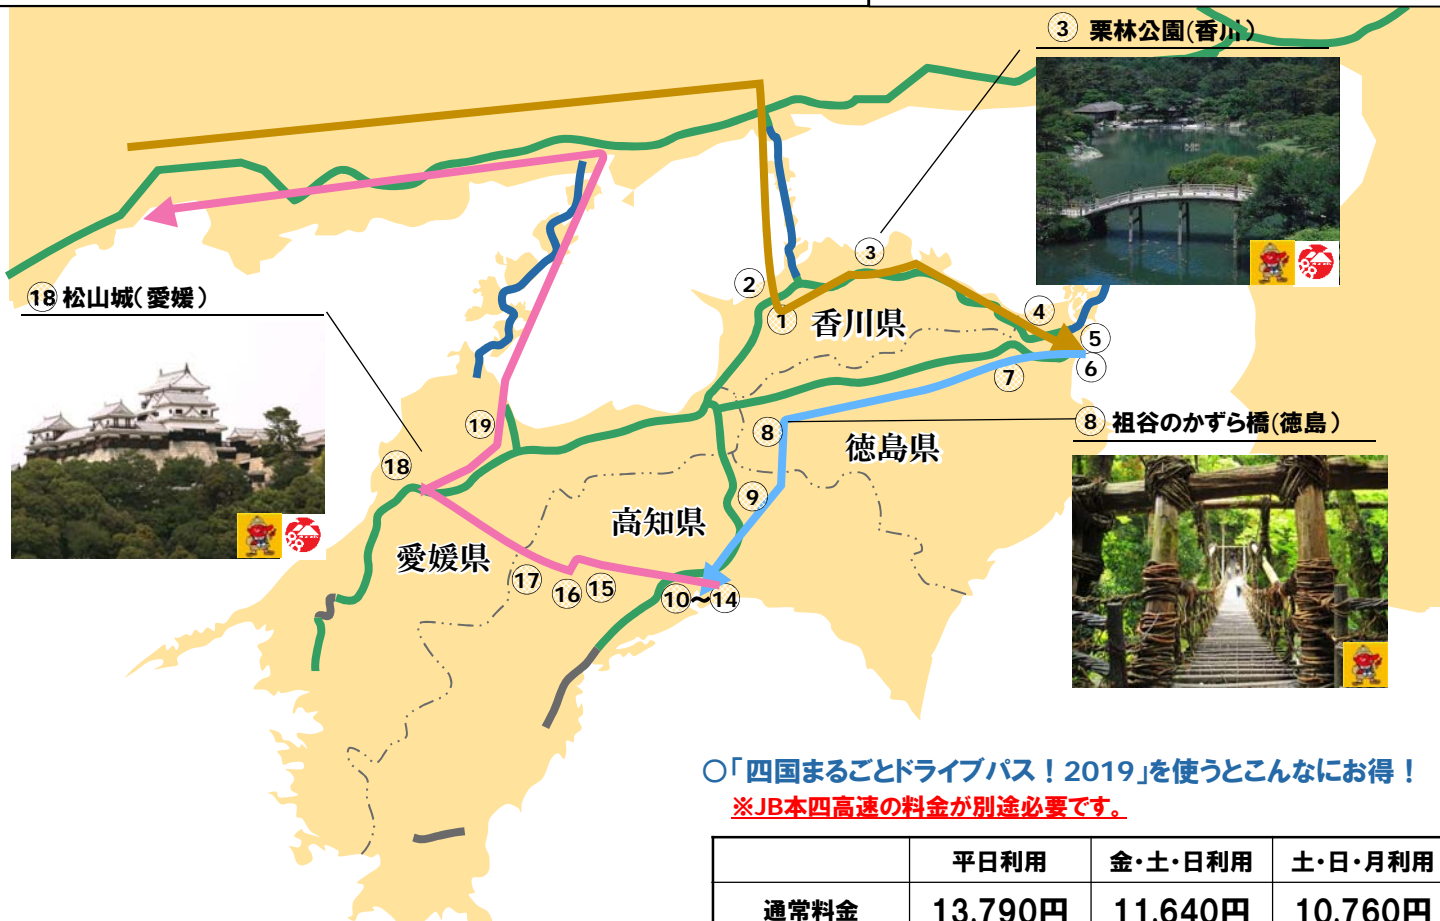 ③ 栗林公園(香川)
⑱ 松山城(愛媛)
③
②
①
香川県
④
⑤
⑥
⑦
⑧ 祖谷のかずら橋(徳島)
⑲
⑧
徳島県
⑱
⑨
高知県
愛媛県
⑰
⑯
⑮
⑩～⑭
○「四国まるごとドライブパス！2019」を使うとこんなにお得！
※JB本四高速の料金が別途必要です。
平日利用 金・土・日利用 土・日・月利用
通常料金 13,790円 11,640円 10,760円